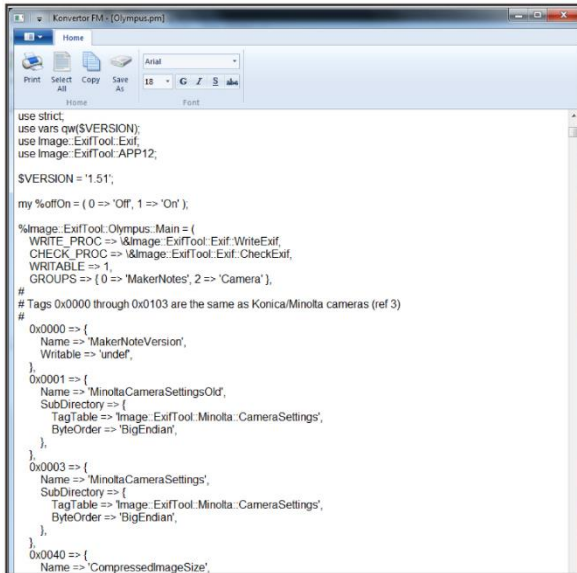 Konvertor FM - [Olympus.pm]
Home
Print
Select All
Copy
Save As
Arial
18
G I S abc
Home
Font
use strict;
use vars qw($VERSION);
use Image::ExifTool::Exif;
use Image::ExifTool::APP12;
$VERSION = '1.51';
my %offOn = ( 0 => 'Off', 1 => 'On' );
%Image::ExifTool::Olympus::Main = (
WRITE_PROC => \&Image::ExifTool::Exif::WriteExif,
CHECK_PROC => \&Image::ExifTool::Exif::CheckExif,
WRITABLE => 1,
GROUPS => { 0 => 'MakerNotes', 2 => 'Camera' },
#
# Tags 0x0000 through 0x0103 are the same as Konica/Minolta cameras (ref 3)
#
0x0000 => {
Name => 'MakerNoteVersion',
Writable => 'undef',
},
0x0001 => {
Name => 'MinoltaCameraSettingsOld',
SubDirectory => {
TagTable => 'Image::ExifTool::Minolta::CameraSettings',
ByteOrder => 'BigEndian',
},
},
0x0003 => {
Name => 'MinoltaCameraSettings',
SubDirectory => {
TagTable => 'Image::ExifTool::Minolta::CameraSettings',
ByteOrder => 'BigEndian',
},
},
0x0040 => {
Name => 'CompressedImageSize',